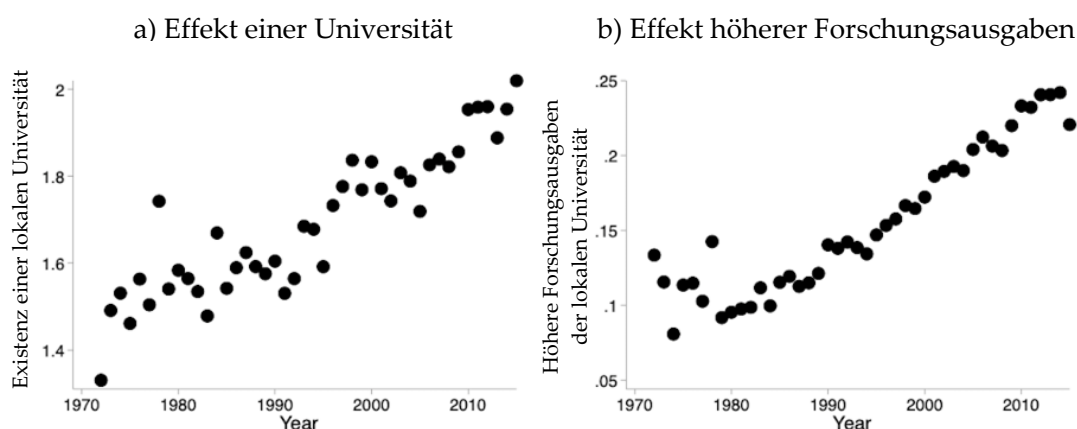 a) Effekt einer Universität
Existenz einer lokalen Universität
2
1.8
1.6
1.4
1970
1980
1990
2000
2010
Year
b) Effekt höherer Forschungsausgaben
Höhere Forschungsausgaben
der lokalen Universität
.25
.2
.15
.1
.05
1970
1980
1990
2000
2010
Year